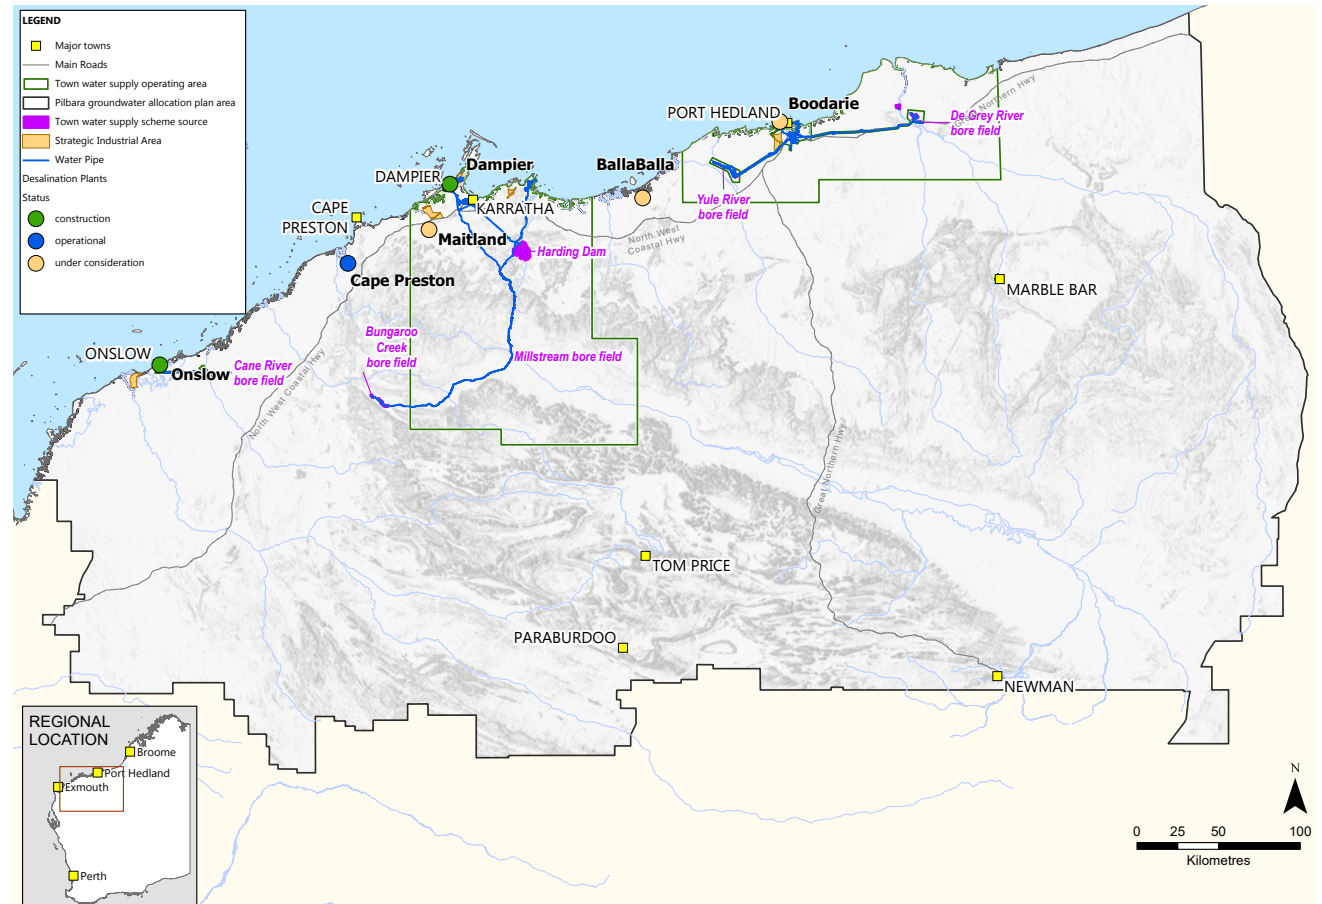 LEGEND
Major towns
Main Roads
Town water supply operating area
Pilbara groundwater allocation plan area
Town water supply scheme source
Strategic Industrial Area
Water Pipe
Desalination Plants
Status
construction
operational
under consideration
PORT HEDLAND
Boodarie
Great Northern Hwy
De Grey River
bore field
Dampier
DAMPIER
BallaBalla
KARRATHA
Yule River
bore field
CAPE
PRESTON
Maitland
North West
Coastal Hwy
Harding Dam
Cape Preston
MARBLE BAR
Bungaroo
Creek
bore field
Millstream bore field
ONSLOW
Onslow
Cane River
bore field
North West Coastal Hwy
Great Northern Hwy
TOM PRICE
PARABURDOO
NEWMAN
REGIONAL
LOCATION
Broome
Port Hedland
Exmouth
Perth
N
0 25 50 100
Kilometres